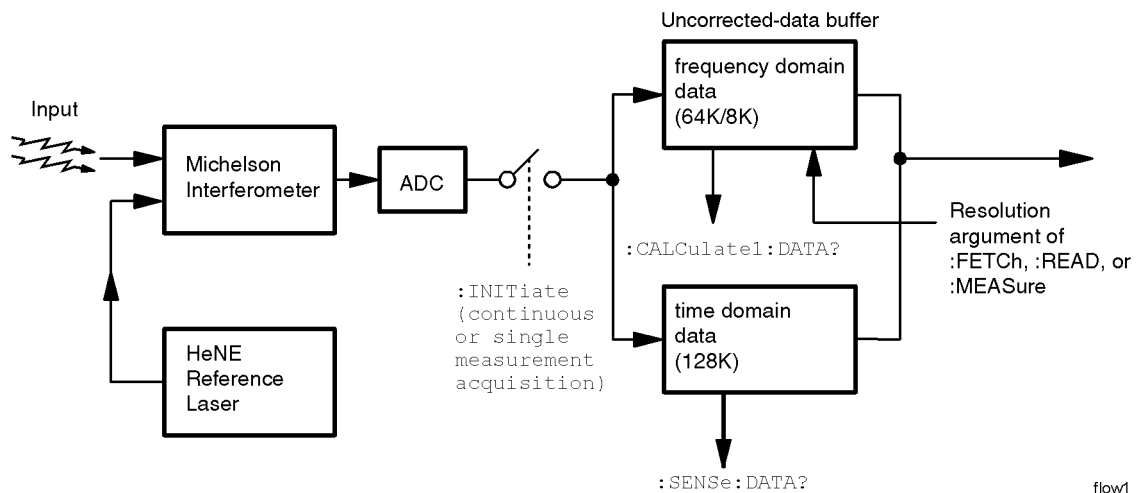 Uncorrected-data buffer
frequency domain
data
(64K/8K)
Input
Michelson
Interferometer
ADC
Resolution
argument of
:FETCh, :READ, or
:MEASure
:CALCulate1:DATA?
:INITiate
(continuous
or single
measurement
acquisition)
time domain
data
(128K)
HeNE
Reference
Laser
:SENSe:DATA?
flow1